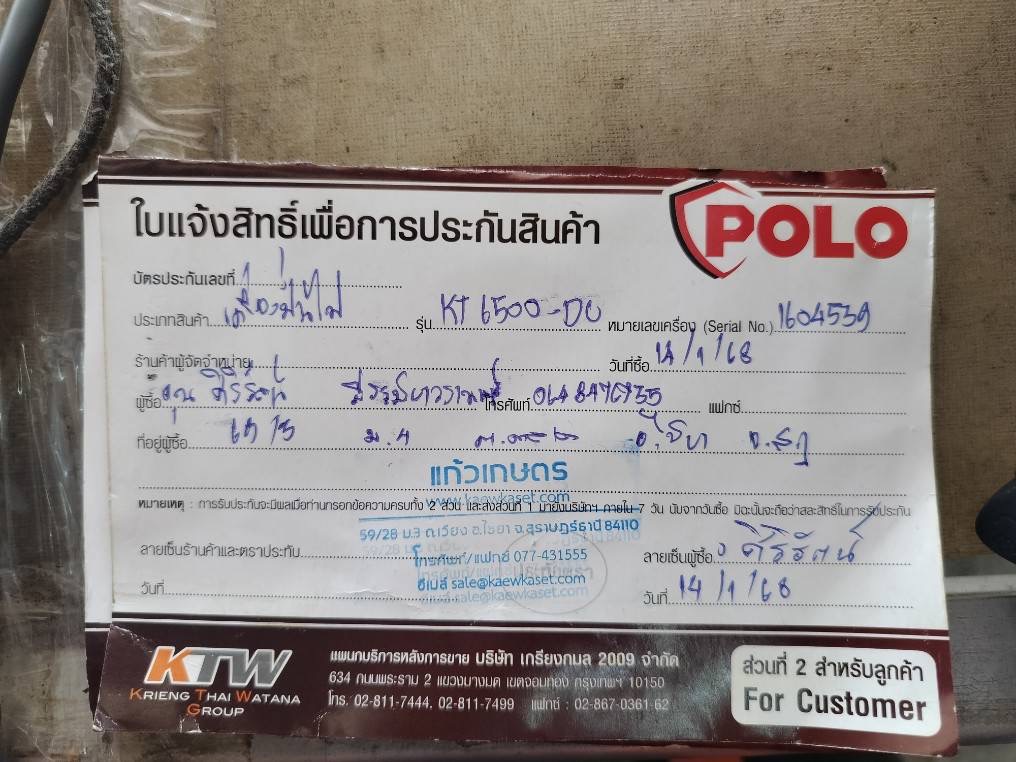 ใบแจ้งสิทธิ์เพื่อการประกันสินค้า
POLO
บัตรประกันเลขที่
ประเภทสินค้า เครื่องปั่นไฟ รุ่น KT 6500-DC หมายเลขเครื่อง (Serial No.) 1604539
ร้านค้าผู้จัดจำหน่าย วันที่ซื้อ 14/1/68
ผู้ซื้อ คุณ ศิริรัตน์ โทรศัพท์ แฟกซ์
ที่อยู่ผู้ซื้อ ม.4 อ.ไชยา จ.สฎ
แก้วเกษตร
www.kaewkaset.com
หมายเหตุ : การรับประกันจะมีผลเมื่อท่านกรอกข้อความครบทั้ง 2 ส่วน และส่งส่วนที่ 1 มายังบริษัทฯ ภายใน 7 วัน นับจากวันซื้อ มิฉะนั้นจะถือว่าสละสิทธิ์ในการรับประกัน
59/28 ม.3 ต.เวียง อ.ไชยา จ.สุราษฎร์ธานี 84110
ลายเซ็นร้านค้าและตราประทับ โทรศัพท์/แฟกซ์ 077-431555 ลายเซ็นผู้ซื้อ ศิริรัตน์
อีเมล์ sale@kaewkaset.com
วันที่ วันที่ 14/1/68
KTW
KRIENG THAI WATANA
GROUP
แผนกบริการหลังการขาย บริษัท เกรียงกมล 2009 จำกัด
634 ถนนพระราม 2 แขวงบางมด เขตจอมทอง กรุงเทพฯ 10150
โทร. 02-811-7444, 02-811-7499 แฟกซ์ : 02-867-0361-62
ส่วนที่ 2 สำหรับลูกค้า
For Customer